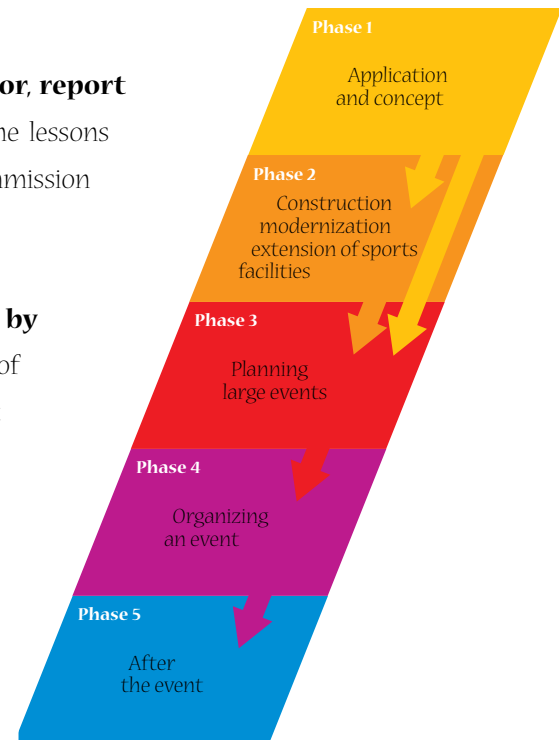 or, report
ne lessons
mission
by
of
Phase 1
Application
and concept
Phase 2
Construction
modernization
extension of sports
facilities
Phase 3
Planning
large events
Phase 4
Organizing
an event
Phase 5
After
the event